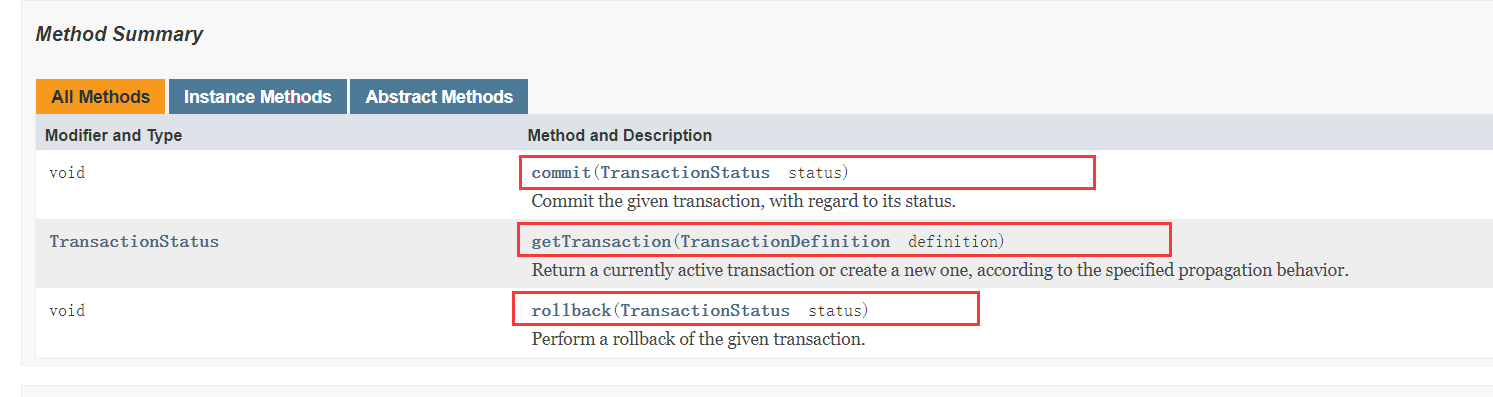 Method Summary
All Methods Instance Methods Abstract Methods
Modifier and Type Method and Description
void commit(TransactionStatus status)
Commit the given transaction, with regard to its status.
TransactionStatus getTransaction(TransactionDefinition definition)
Return a currently active transaction or create a new one, according to the specified propagation behavior.
void rollback(TransactionStatus status)
Perform a rollback of the given transaction.